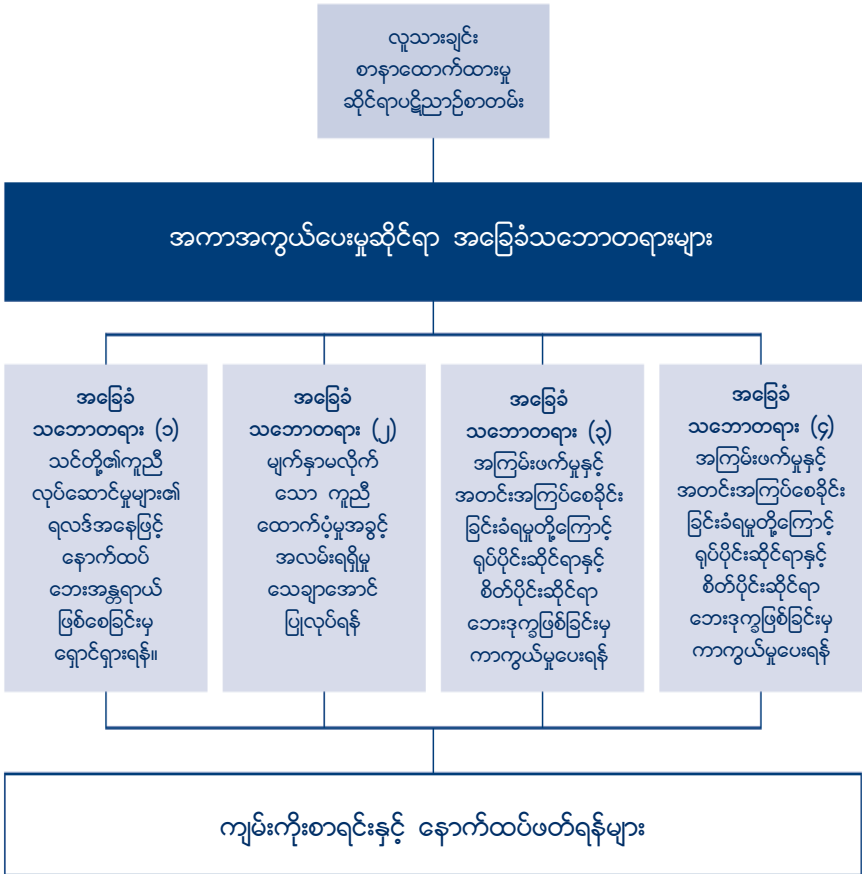 လူသားချင်း
စာနာထောက်ထားမှု
ဆိုင်ရာပဋိညာဉ်စာတမ်း
အကာအကွယ်ပေးမှုဆိုင်ရာ အခြေခံသဘောတရားများ
အခြေခံ
သဘောတရား (၁)
သင်တို့၏ကူညီ
လုပ်ဆောင်မှုများ၏
ရလဒ်အနေဖြင့်
နောက်ထပ်
ဘေးအန္တရာယ်
ဖြစ်စေခြင်းမှ
ရှောင်ရှားရန်။
အခြေခံ
သဘောတရား (၂)
မျက်နှာမလိုက်
သော ကူညီ
ထောက်ပံ့မှုအခွင့်
အလမ်းရရှိမှု
သေချာအောင်
ပြုလုပ်ရန်
အခြေခံ
သဘောတရား (၃)
အကြမ်းဖက်မှုနှင့်
အတင်းအကြပ်စေခိုင်း
ခြင်းခံရမှုတို့ကြောင့်
ရုပ်ပိုင်းဆိုင်ရာနှင့်
စိတ်ပိုင်းဆိုင်ရာ
ဘေးဒုက္ခဖြစ်ခြင်းမှ
ကာကွယ်မှုပေးရန်
အခြေခံ
သဘောတရား (၄)
အကြမ်းဖက်မှုနှင့်
အတင်းအကြပ်စေခိုင်း
ခြင်းခံရမှုတို့ကြောင့်
ရုပ်ပိုင်းဆိုင်ရာနှင့်
စိတ်ပိုင်းဆိုင်ရာ
ဘေးဒုက္ခဖြစ်ခြင်းမှ
ကာကွယ်မှုပေးရန်
ကျမ်းကိုးစာရင်းနှင့် နောက်ထပ်ဖတ်ရန်များ